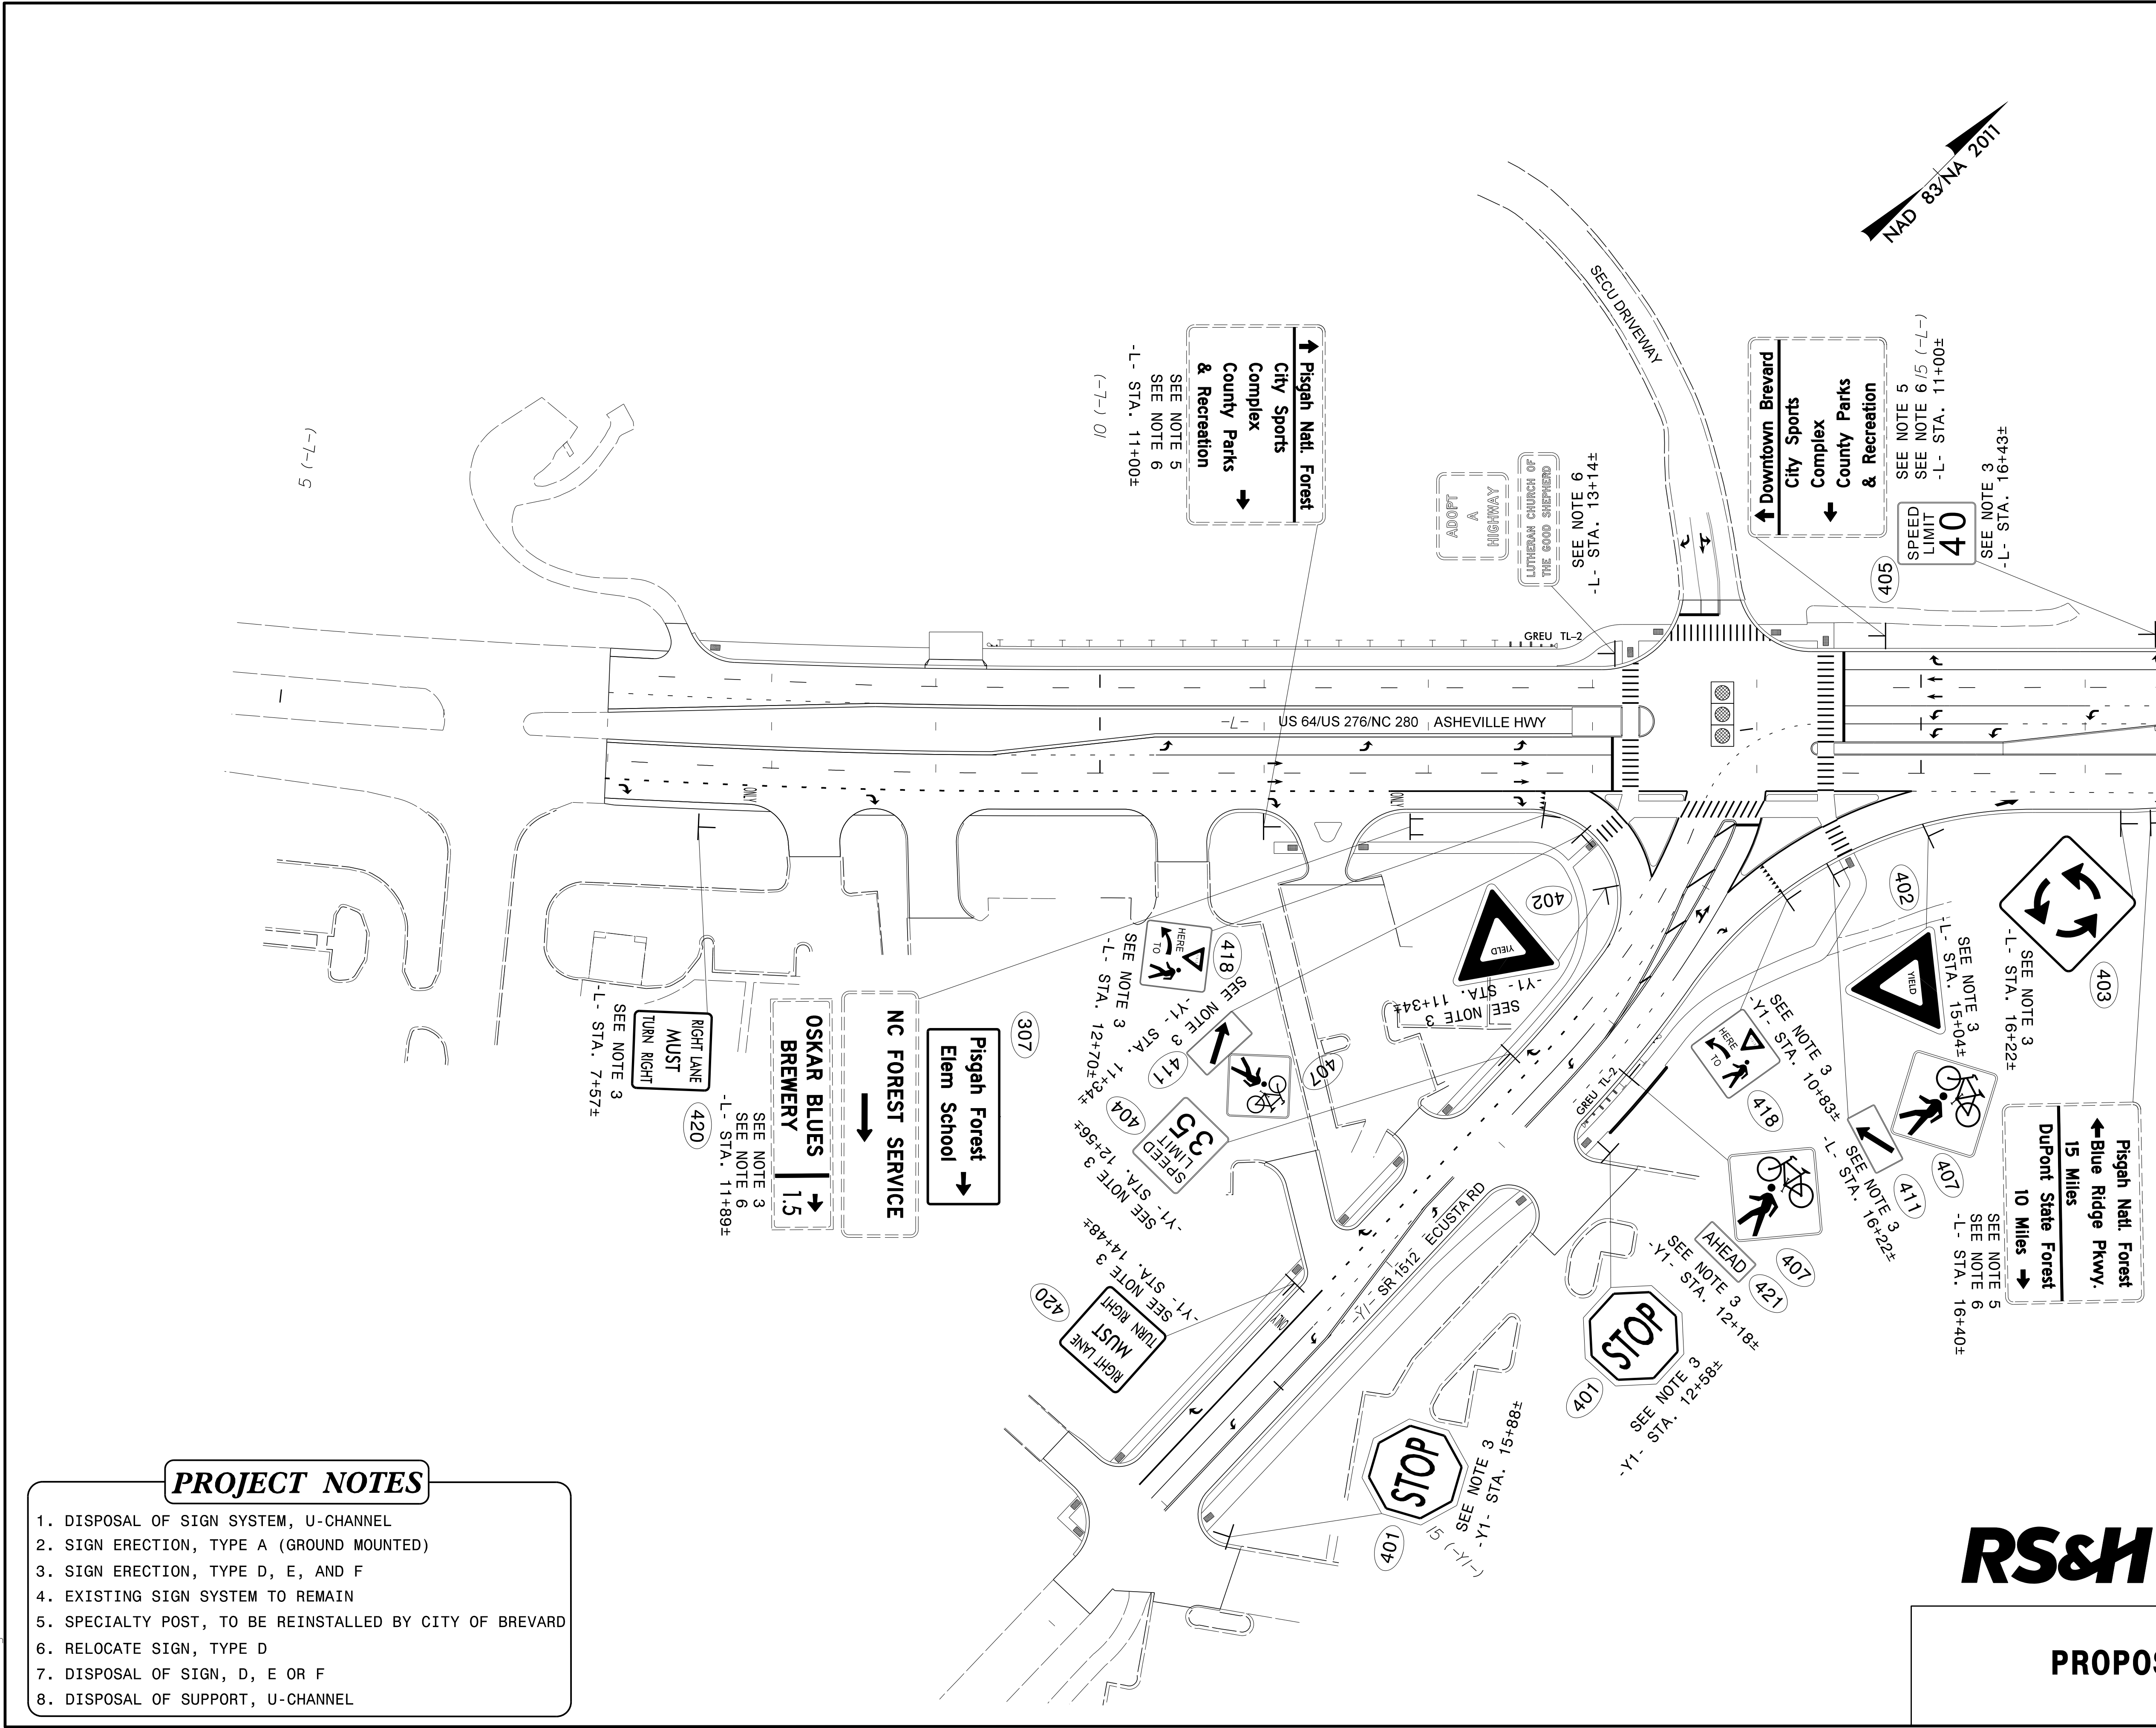 NAD 83/NA 2011
SECU DRIVEWAY
5 (-L-)
(-L-) 10
-L- STA. 11+00±
SEE NOTE 6
SEE NOTE 5
Pisgah Natl. Forest
City Sports
Complex
County Parks
& Recreation
ADOPT
A
HIGHWAY
LUTHERAN CHURCH OF
THE GOOD SHEPHERD
SEE NOTE 6
-L- STA. 13+14±
Downtown Brevard
City Sports
Complex
County Parks
& Recreation
SEE NOTE 5
SEE NOTE 6
15 (-L-)
-L- STA. 11+00±
405
SPEED
LIMIT
40
SEE NOTE 3
-L- STA. 16+43±
GREU TL-2
-L- US 64/US 276/NC 280 ASHEVILLE HWY
ONLY
ONLY
402
YIELD
SEE NOTE 3
-Y1- STA. 11+34±
418
HERE
TO
SEE NOTE 3
-L- STA. 12+70±
SEE NOTE 3
-Y1- STA. 11+34±
411
407
404
SPEED
LIMIT
35
SEE NOTE 3
-Y1- STA. 12+56±
420
RIGHT LANE
MUST
TURN RIGHT
SEE NOTE 3
-Y1- STA. 14+48±
307
Pisgah Forest
Elem School
NC FOREST SERVICE
OSKAR BLUES
BREWERY
1.5
SEE NOTE 3
SEE NOTE 6
-L- STA. 11+89±
RIGHT LANE
MUST
TURN RIGHT
420
SEE NOTE 3
-L- STA. 7+57±
402
YIELD
SEE NOTE 3
-L- STA. 15+04±
403
SEE NOTE 3
-L- STA. 16+22±
HERE
TO
418
SEE NOTE 3
-Y1- STA. 10+83±
407
411
SEE NOTE 3
-L- STA. 16+22±
Pisgah Natl. Forest
Blue Ridge Pkwy.
15 Miles
DuPont State Forest
10 Miles
SEE NOTE 5
SEE NOTE 6
-L- STA. 16+40±
GREU TL-2
407
AHEAD
421
SEE NOTE 3
-Y1- STA. 12+18±
STOP
401
SEE NOTE 3
-Y1- STA. 12+58±
-Y1- SR 1512 ECUSTA RD
ONLY
STOP
401
SEE NOTE 3
-Y1- STA. 15+88±
15 (-Y1-)
PROJECT NOTES
1. DISPOSAL OF SIGN SYSTEM, U-CHANNEL
2. SIGN ERECTION, TYPE A (GROUND MOUNTED)
3. SIGN ERECTION, TYPE D, E, AND F
4. EXISTING SIGN SYSTEM TO REMAIN
5. SPECIALTY POST, TO BE REINSTALLED BY CITY OF BREVARD
6. RELOCATE SIGN, TYPE D
7. DISPOSAL OF SIGN, D, E OR F
8. DISPOSAL OF SUPPORT, U-CHANNEL
RS&H
PROPOS